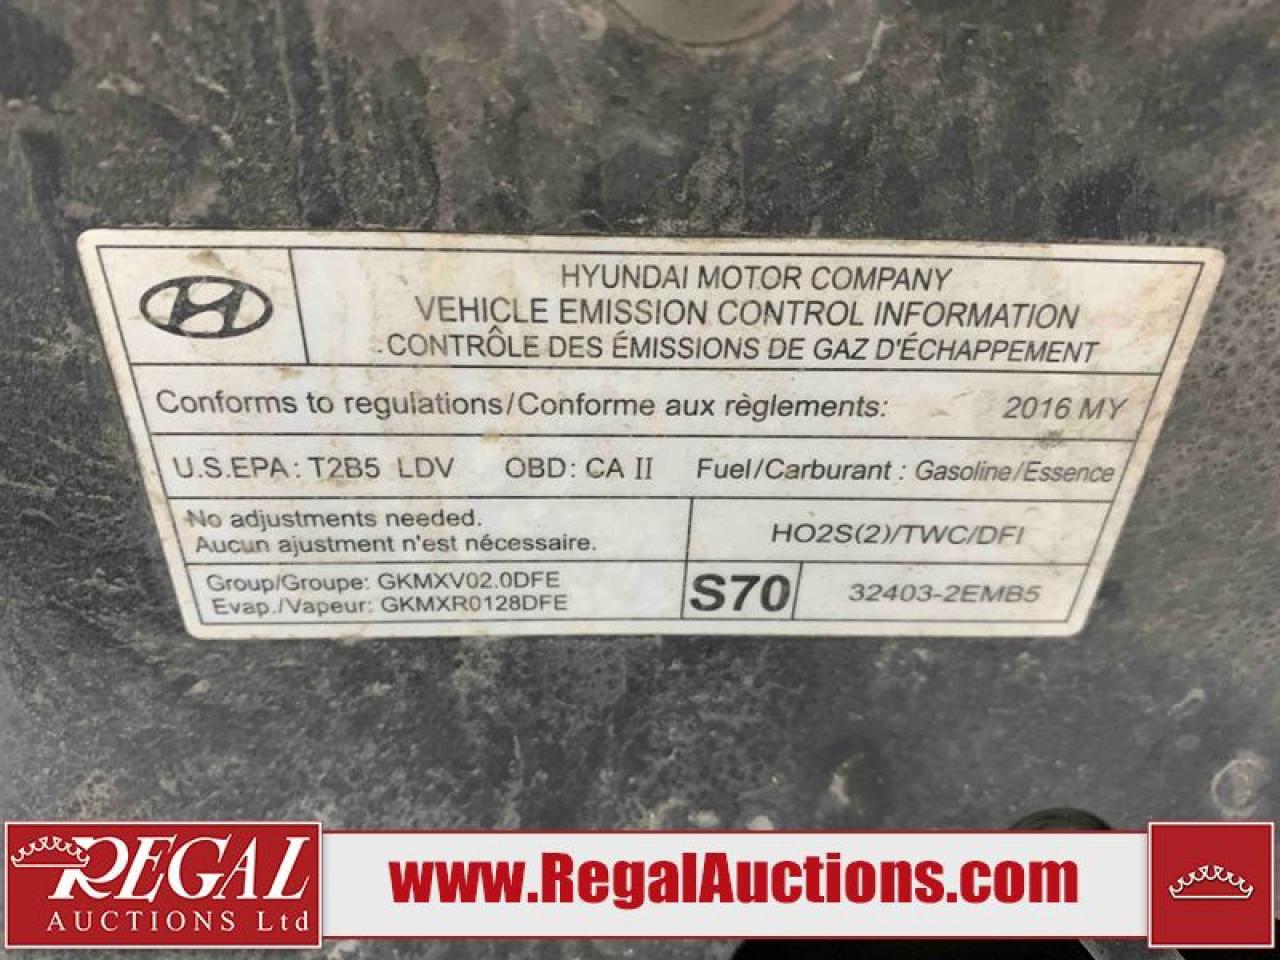 HYUNDAI MOTOR COMPANY
VEHICLE EMISSION CONTROL INFORMATION
CONTRÔLE DES ÉMISSIONS DE GAZ D'ÉCHAPPEMENT
Conforms to regulations/Conforme aux règlements: 2016 MY
U.S.EPA: T2B5 LDV OBD: CA II Fuel/Carburant : Gasoline/Essence
No adjustments needed.
Aucun ajustment n'est nécessaire.
HO2S(2)/TWC/DFI
Group/Groupe: GKMXV02.0DFE
Evap./Vapeur: GKMXR0128DFE
S70
32403-2EMB5
REGAL
AUCTIONS Ltd
www.RegalAuctions.com